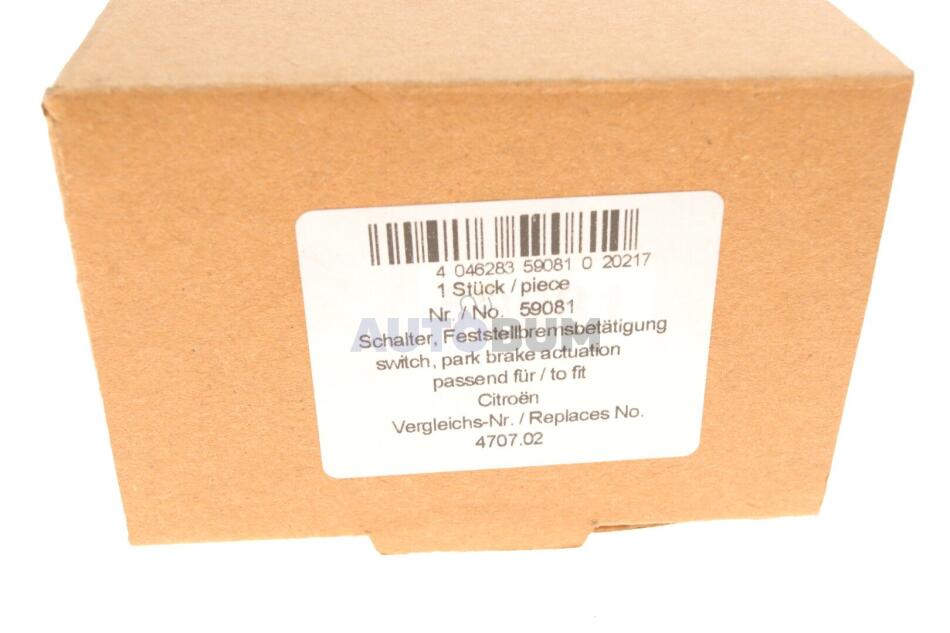 4 046283 59081 0 20217
1 Stück / piece
Nr. / No. 59081
AUTOBUM
Schalter, Feststellbremsbetätigung
switch, park brake actuation
passend für / to fit
Citroën
Vergleichs-Nr. / Replaces No.
4707.02